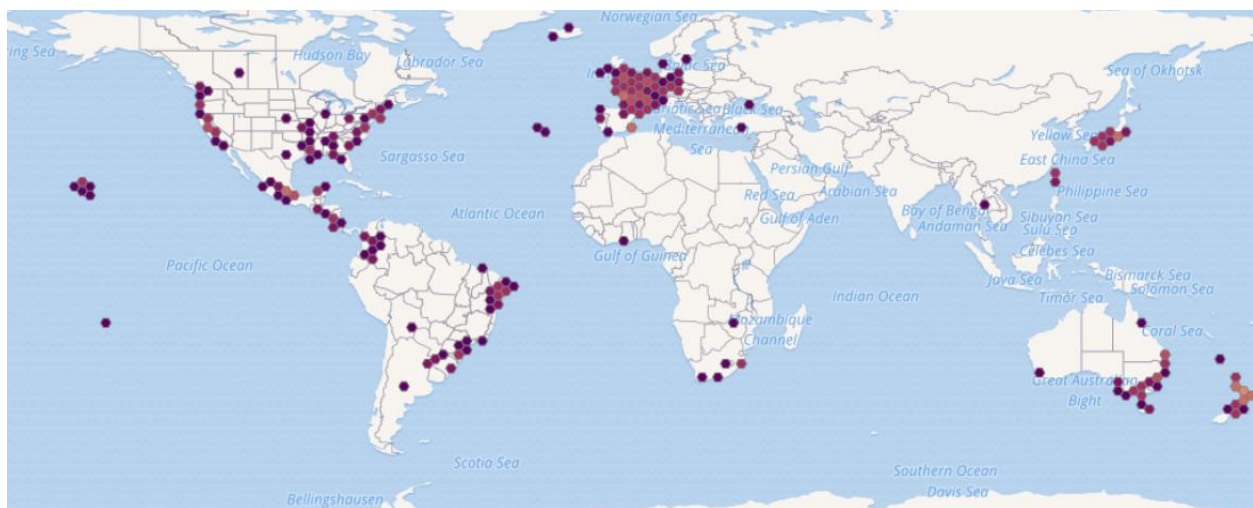 Norwegian Sea
ring Sea
Hudson Bay
Labrador Sea
Baltic Sea
Sea of Okhotsk
Black Sea
Mediterranean
Sea
Yellow Sea
East China Sea
Sargasso Sea
Persian Gulf
Red Sea
Arabian Sea
Philippine Sea
Atlantic Ocean
Gulf of Aden
Bay of Bengal
Andaman Sea
Sibuyan Sea
Sulu Sea
Gulf of Guinea
Celebes Sea
Pacific Ocean
Java Sea
Bismarck Sea
Solomon Sea
Indian Ocean
Timor Sea
Mozambique
Channel
Coral Sea
Great Australian
Bight
Scotia Sea
Southern Ocean
Bellingshausen
Davis Sea